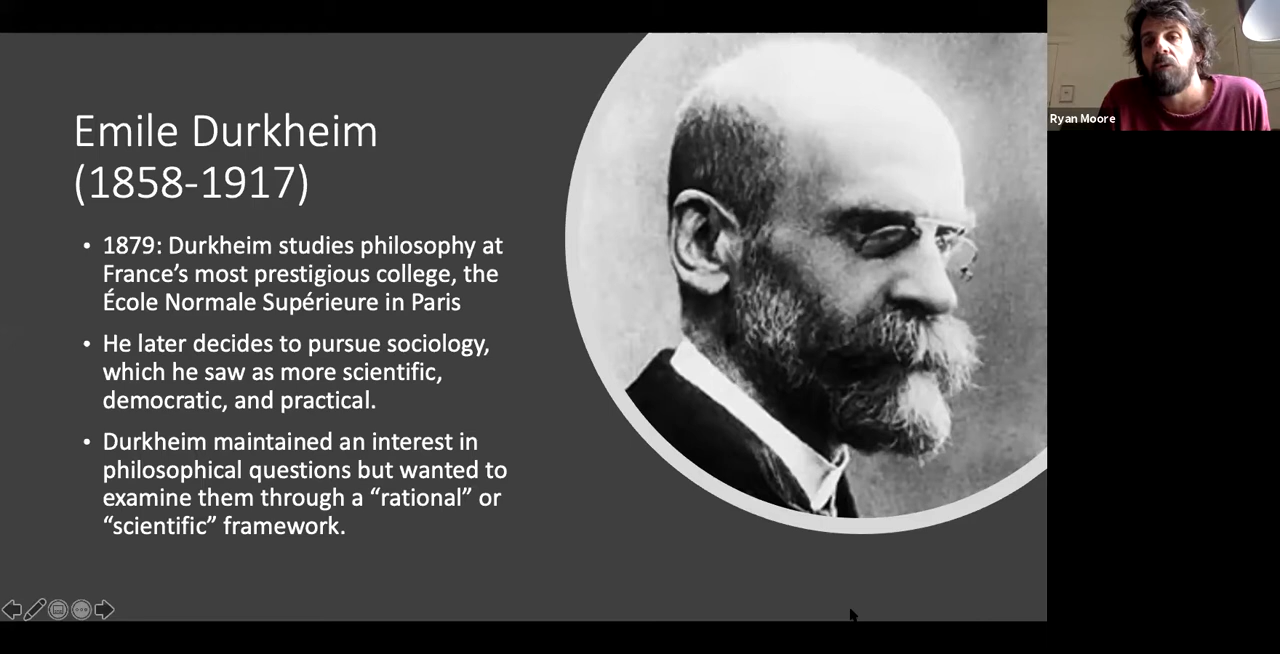 Emile Durkheim
(1858-1917)
• 1879: Durkheim studies philosophy at
France’s most prestigious college, the
École Normale Supérieure in Paris
• He later decides to pursue sociology,
which he saw as more scientific,
democratic, and practical.
• Durkheim maintained an interest in
philosophical questions but wanted to
examine them through a “rational” or
“scientific” framework.
Ryan Moore